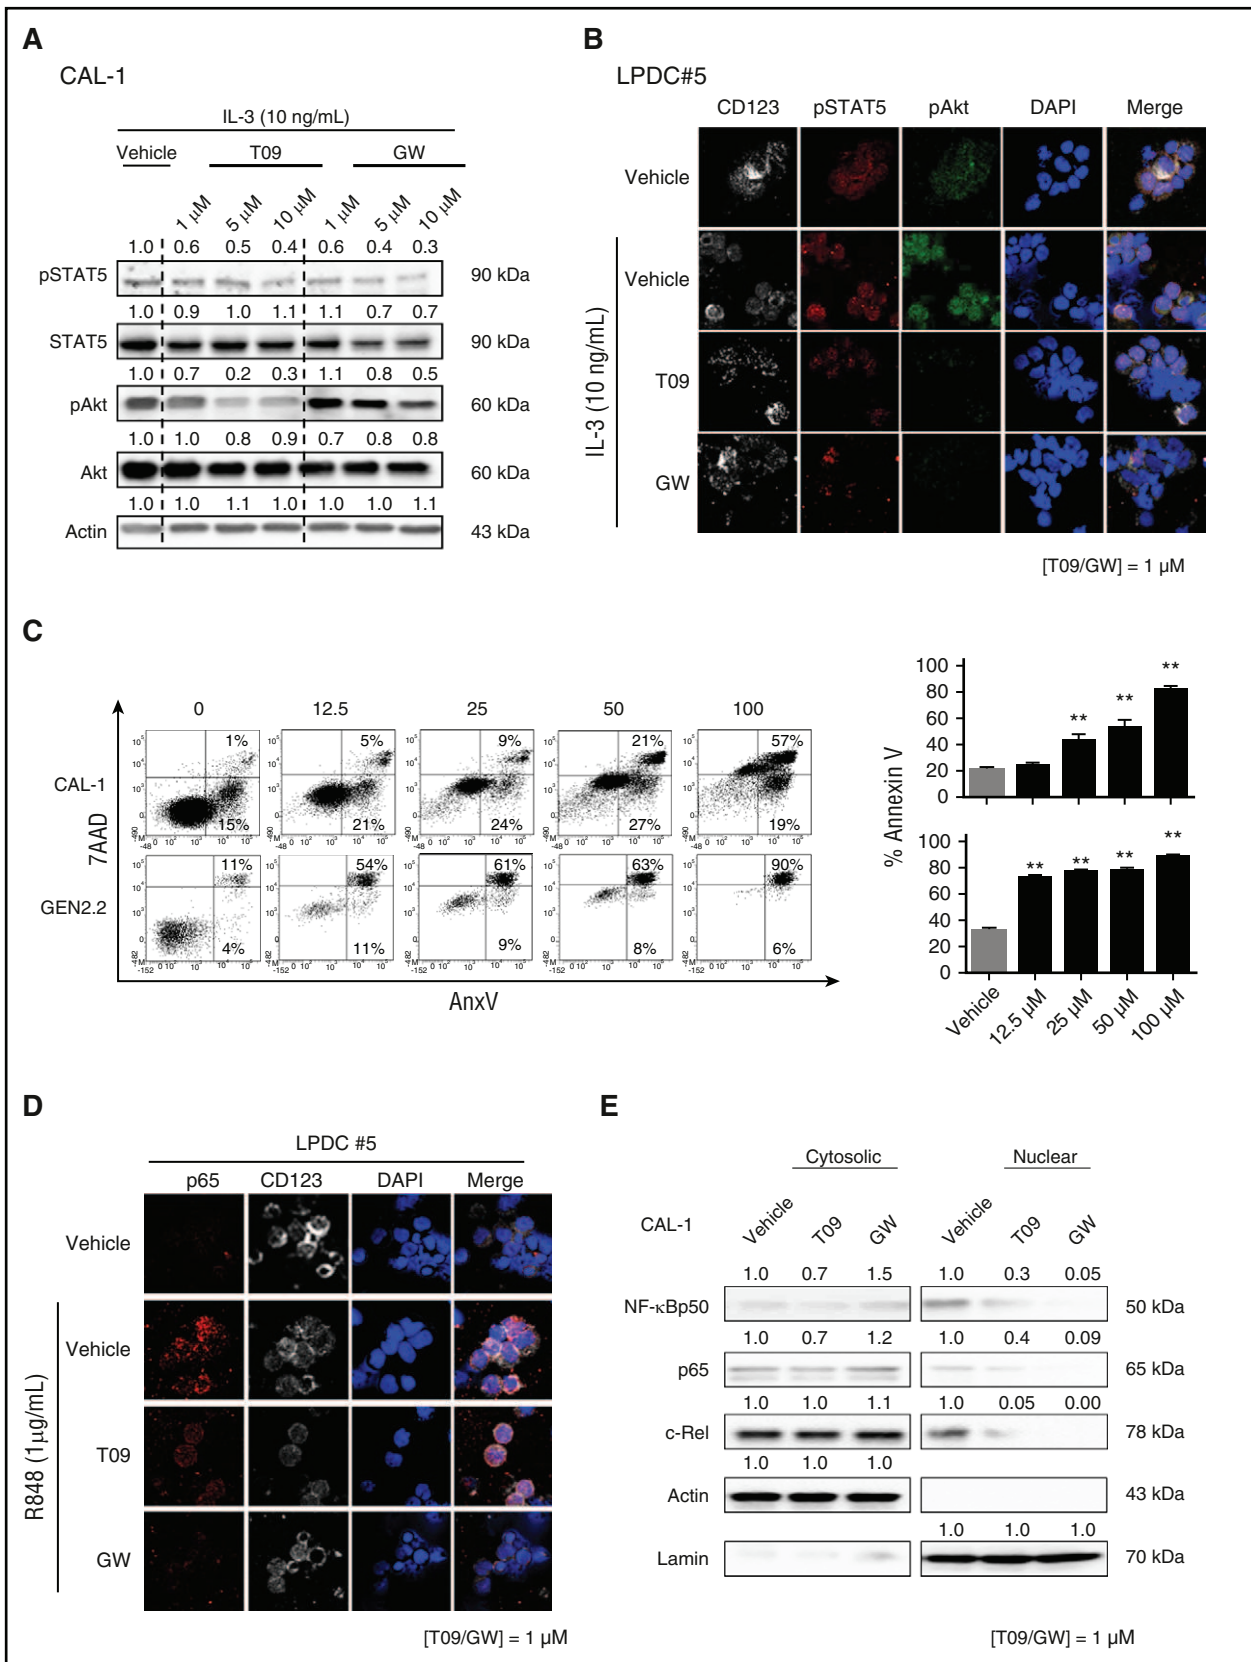 A
CAL-1
IL-3 (10 ng/mL)
Vehicle T09 GW
1 µM 5 µM 10 µM 1 µM 5 µM 10 µM
1.0 0.6 0.5 0.4 0.6 0.4 0.3
pSTAT5 90 kDa
1.0 0.9 1.0 1.1 1.1 0.7 0.7
STAT5 90 kDa
1.0 0.7 0.2 0.3 1.1 0.8 0.5
pAkt 60 kDa
1.0 1.0 0.8 0.9 0.7 0.8 0.8
Akt 60 kDa
1.0 1.0 1.1 1.0 1.0 1.0 1.1
Actin 43 kDa
B
LPDC#5
CD123 pSTAT5 pAkt DAPI Merge
Vehicle
Vehicle
T09
GW
IL-3 (10 ng/mL)
[T09/GW] = 1 µM
C
0 12.5 25 50 100
CAL-1
1% 5% 9% 21% 57%
15% 21% 24% 27% 19%
GEN2.2
11% 54% 61% 63% 90%
4% 11% 9% 8% 6%
7AAD
AnxV
% Annexin V
100
80
60
40
20
0
** ** **
100
80
60
40
20
0
** ** ** **
Vehicle 12.5 µM 25 µM 50 µM 100 µM
D
LPDC #5
p65 CD123 DAPI Merge
Vehicle
Vehicle
T09
GW
R848 (1µg/mL)
[T09/GW] = 1 µM
E
Cytosolic Nuclear
CAL-1 Vehicle T09 GW Vehicle T09 GW
1.0 0.7 1.5 1.0 0.3 0.05
NF-κBp50 50 kDa
1.0 0.7 1.2 1.0 0.4 0.09
p65 65 kDa
1.0 1.0 1.1 1.0 0.05 0.00
c-Rel 78 kDa
1.0 1.0 1.0
Actin 43 kDa
1.0 1.0 1.0
Lamin 70 kDa
[T09/GW] = 1 µM